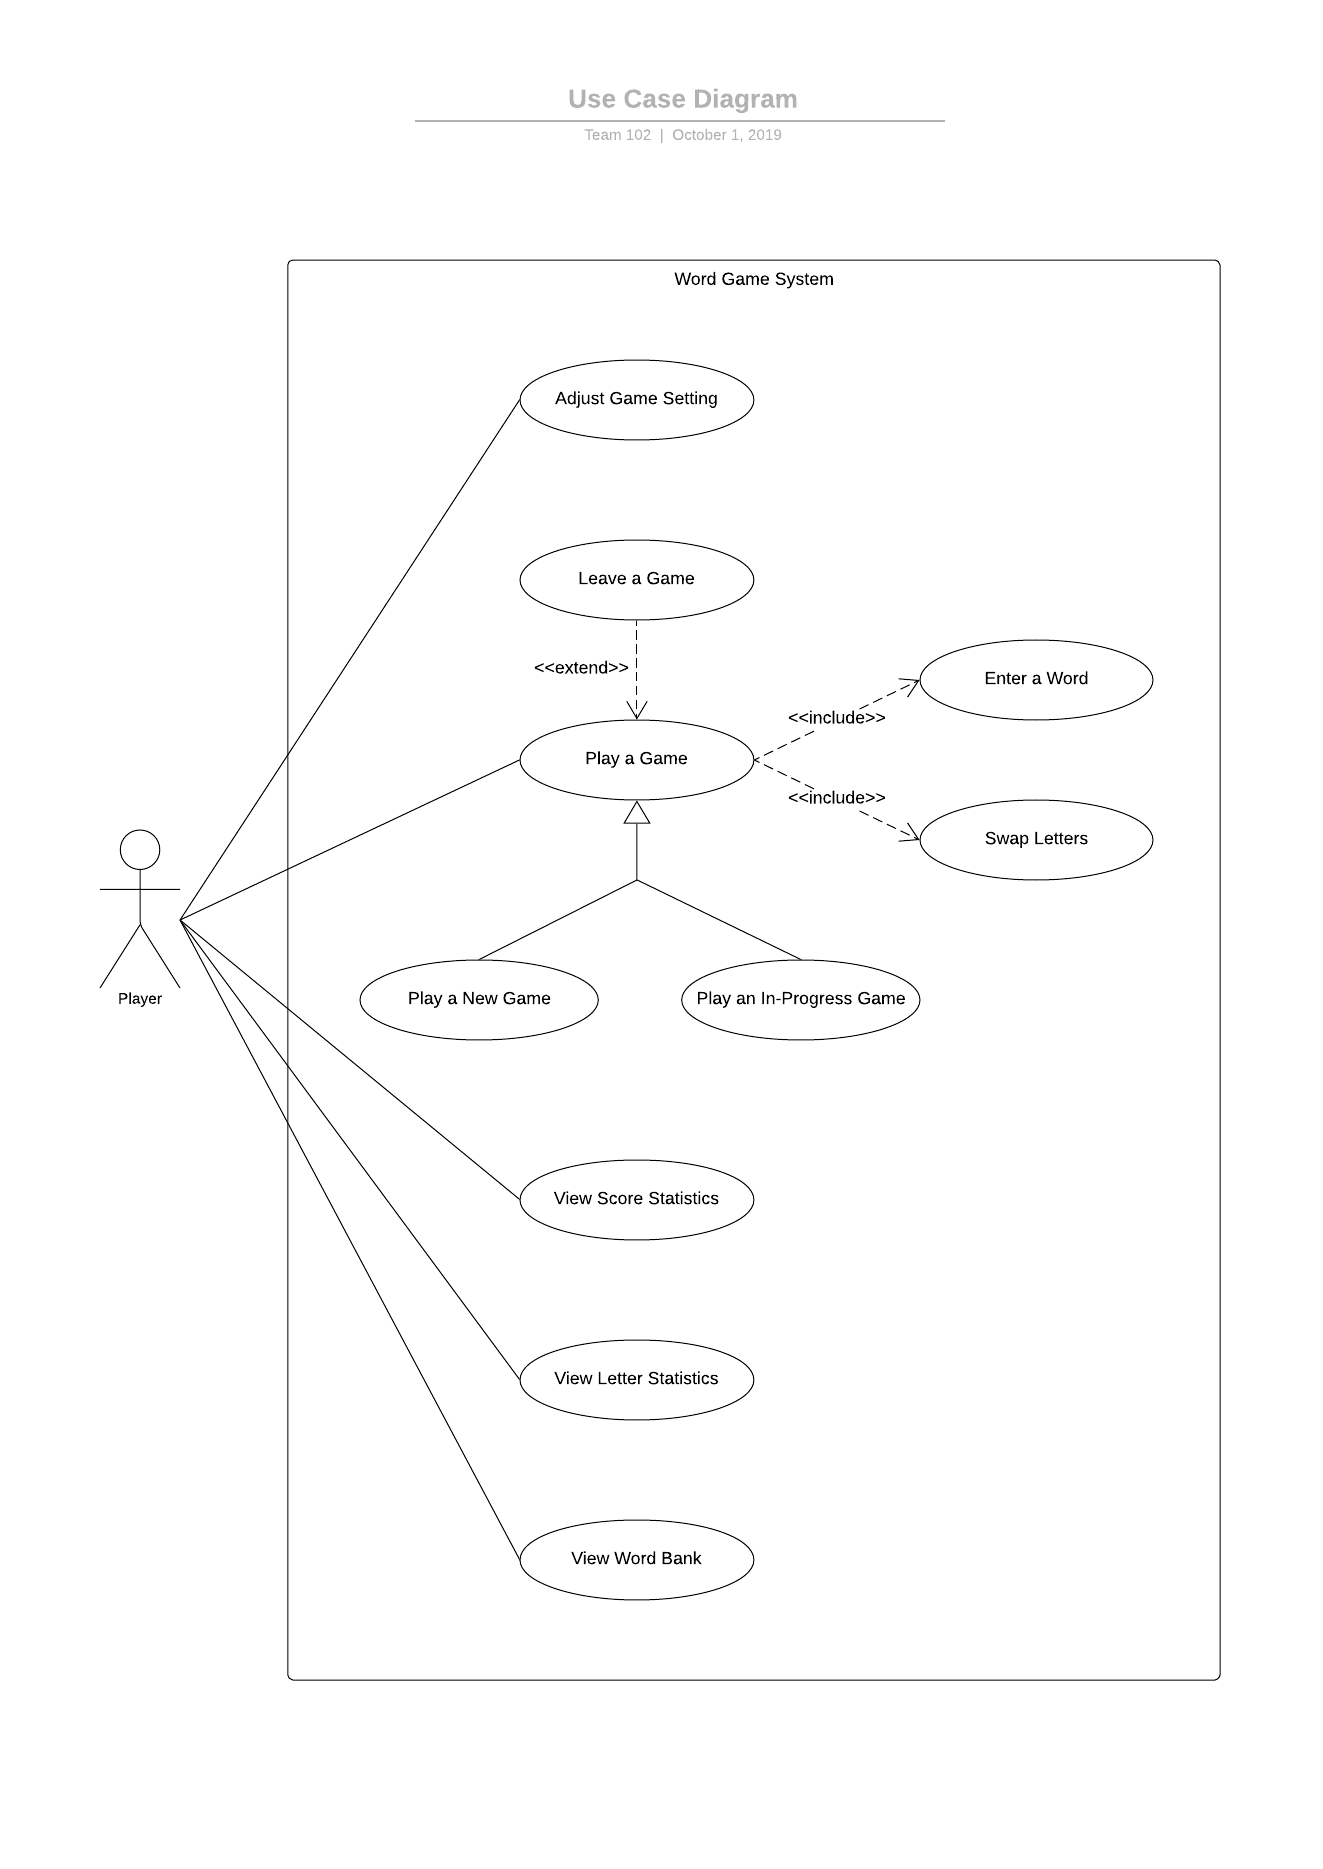 Use Case Diagram
Team 102 | October 1, 2019
Word Game System
Adjust Game Setting
Leave a Game
<<extend>>
Enter a Word
<<include>>
Play a Game
<<include>>
Swap Letters
Player
Play a New Game
Play an In-Progress Game
View Score Statistics
View Letter Statistics
View Word Bank